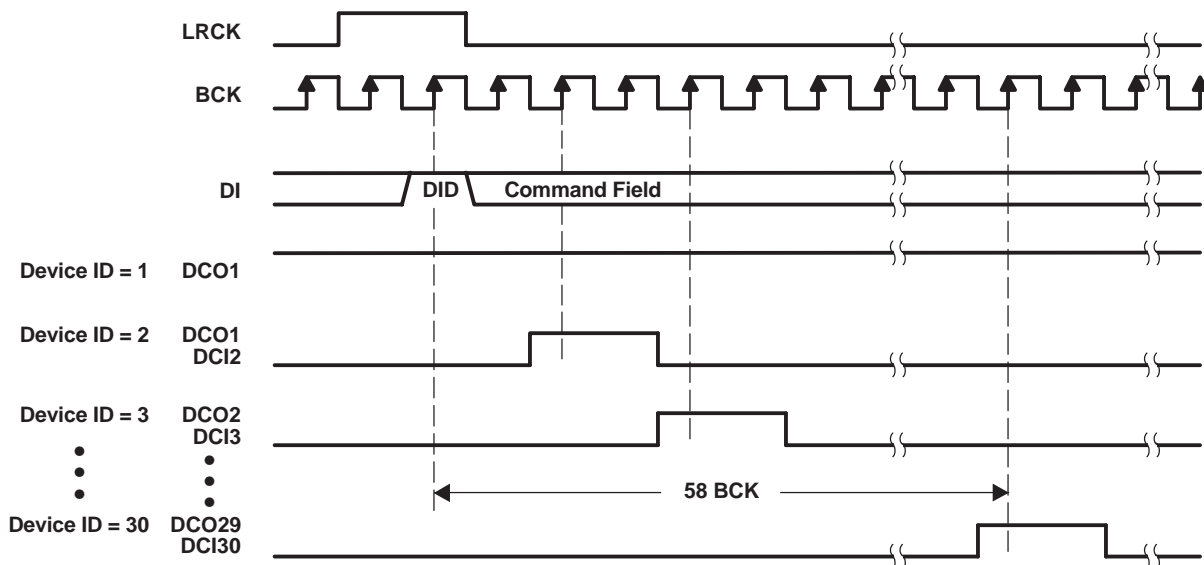 LRCK
BCK
DI
DID
Command Field
Device ID = 1 DCO1
Device ID = 2 DCO1
DCI2
Device ID = 3 DCO2
DCI3
58 BCK
Device ID = 30 DCO29
DCI30